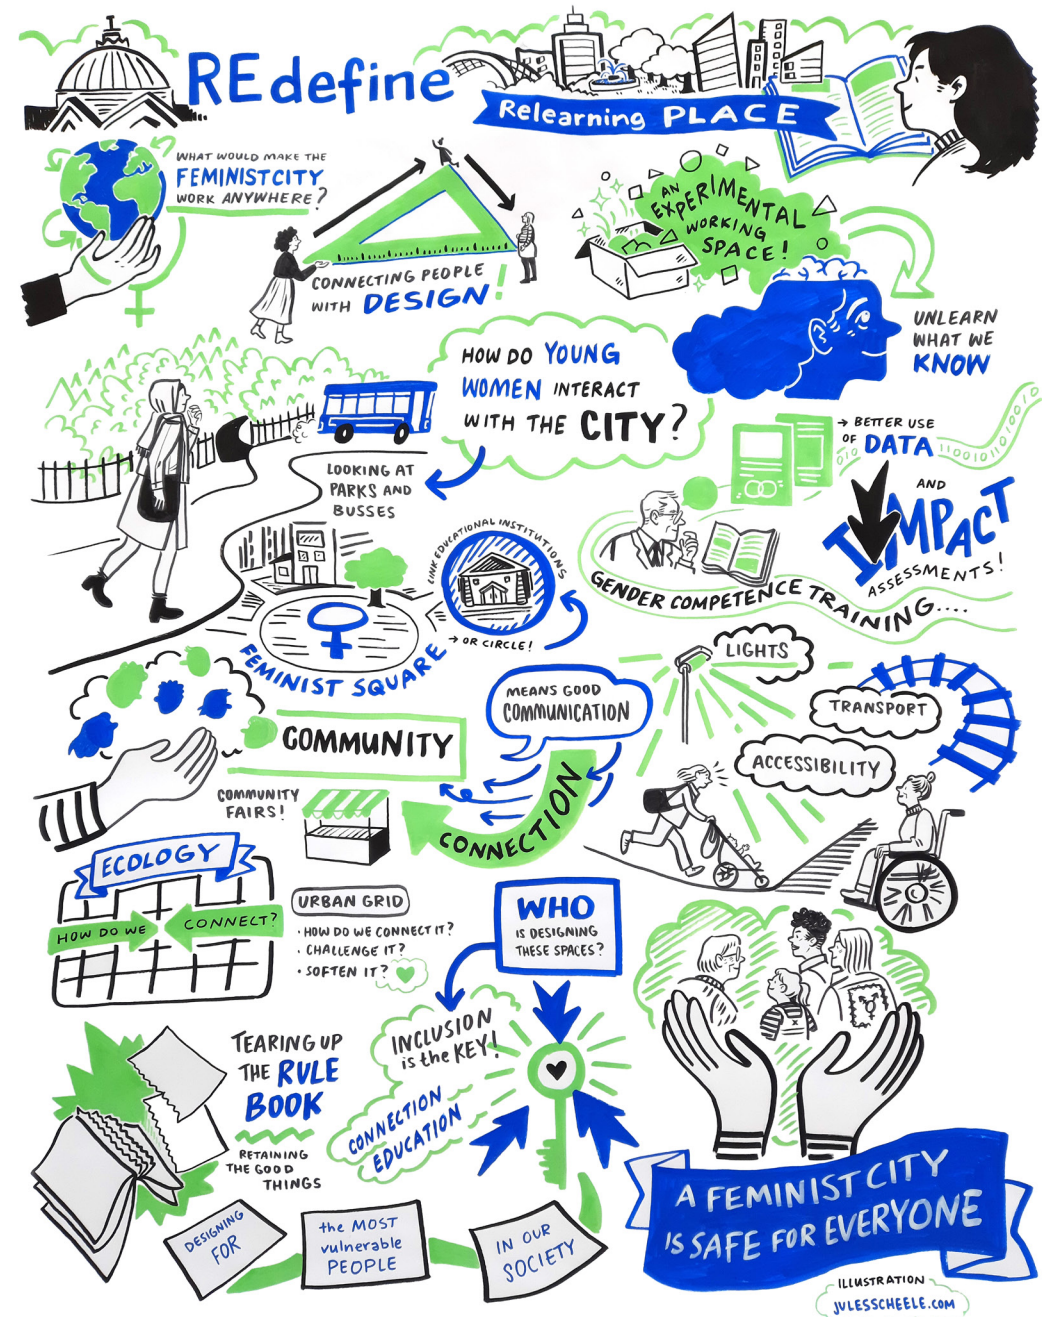 REdefine
Relearning PLACE
WHAT WOULD MAKE THE
FEMINIST CITY
WORK ANYWHERE?
CONNECTING PEOPLE
WITH DESIGN!
AN
EXPERIMENTAL
WORKING
SPACE!
UNLEARN
WHAT WE
KNOW
HOW DO YOUNG
WOMEN INTERACT
WITH THE CITY?
LOOKING AT
PARKS AND
BUSSES
→ BETTER USE
OF DATA
010
11001011010010
AND
IMPACT
ASSESSMENTS!
GENDER COMPETENCE TRAINING....
LINK EDUCATIONAL INSTITUTIONS
→ OR CIRCLE!
FEMINIST SQUARE
LIGHTS
TRANSPORT
ACCESSIBILITY
MEANS GOOD
COMMUNICATION
COMMUNITY
CONNECTION
COMMUNITY
FAIRS!
ECOLOGY
HOW DO WE
CONNECT?
URBAN GRID
· HOW DO WE CONNECT IT?
· CHALLENGE IT?
· SOFTEN IT?
WHO
IS DESIGNING
THESE SPACES?
INCLUSION
is the KEY!
CONNECTION
EDUCATION
TEARING UP
THE RULE
BOOK
RETAINING
THE GOOD
THINGS
DESIGNING
FOR
the MOST
vulnerable
PEOPLE
IN OUR
SOCIETY
A FEMINIST CITY
IS SAFE FOR EVERYONE
ILLUSTRATION
JULESSCHEELE.COM